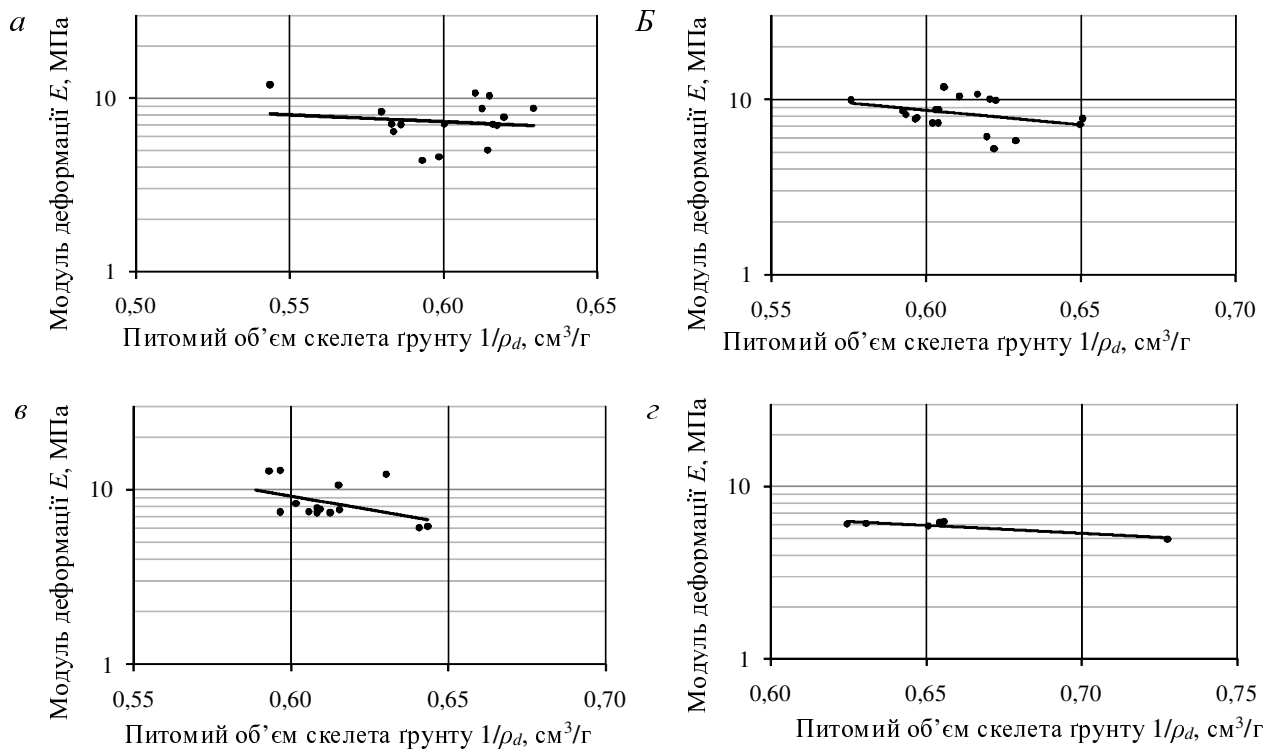 а
Модуль деформації E, МПа
10
1
0,50 0,55 0,60 0,65
Питомий об’єм скелета ґрунту 1/ρd, см³/г
Б
Модуль деформації E, МПа
10
1
0,55 0,60 0,65 0,70
Питомий об’єм скелета ґрунту 1/ρd, см³/г
в
Модуль деформації E, МПа
10
1
0,55 0,60 0,65 0,70
Питомий об’єм скелета ґрунту 1/ρd, см³/г
г
Модуль деформації E, МПа
10
1
0,60 0,65 0,70 0,75
Питомий об’єм скелета ґрунту 1/ρd, см³/г